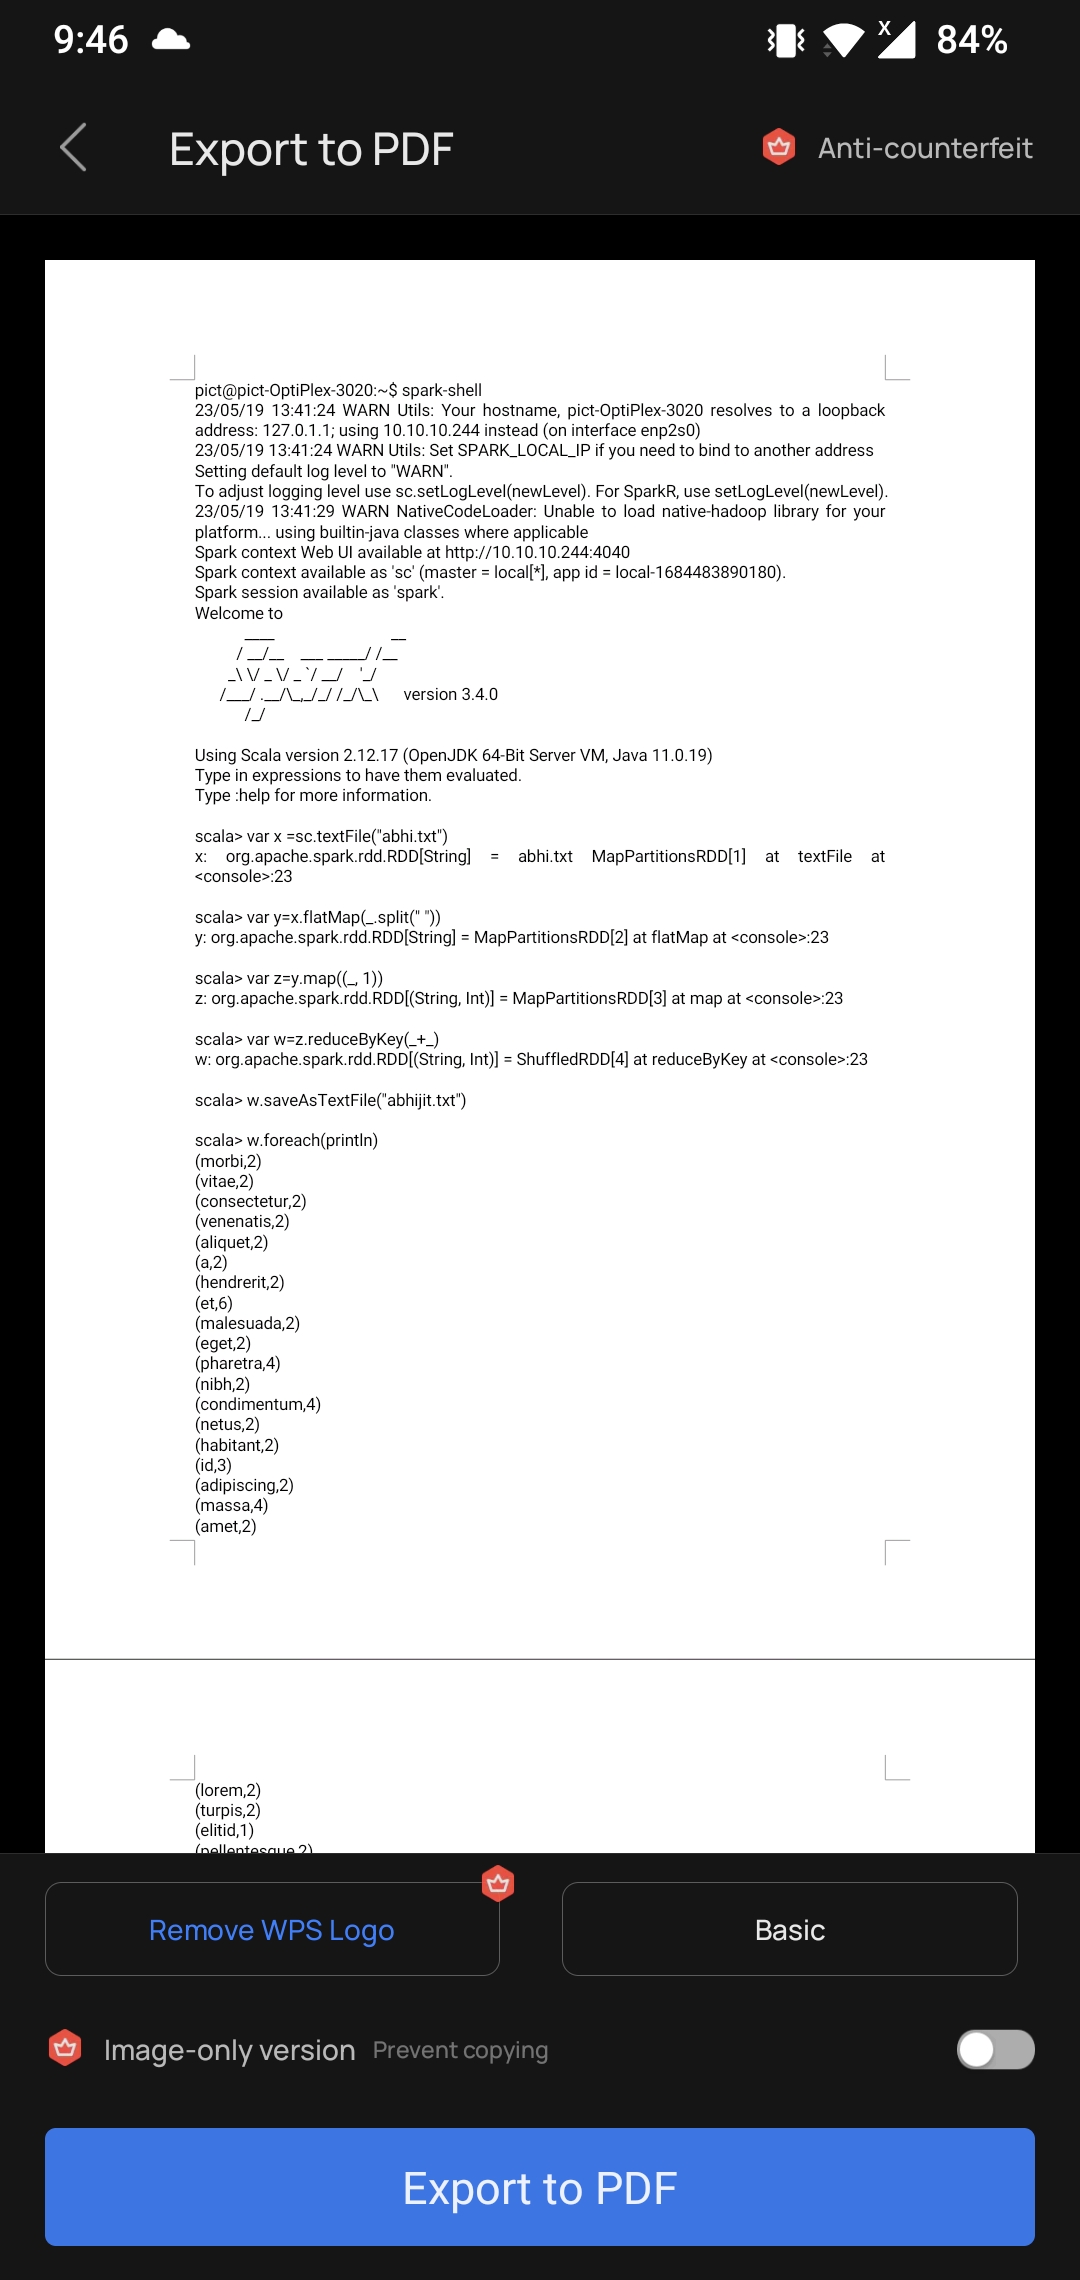 9:46
X
84%
Export to PDF
Anti-counterfeit
pict@pict-OptiPlex-3020:~$ spark-shell
23/05/19 13:41:24 WARN Utils: Your hostname, pict-OptiPlex-3020 resolves to a loopback
address: 127.0.1.1; using 10.10.10.244 instead (on interface enp2s0)
23/05/19 13:41:24 WARN Utils: Set SPARK_LOCAL_IP if you need to bind to another address
Setting default log level to "WARN".
To adjust logging level use sc.setLogLevel(newLevel). For SparkR, use setLogLevel(newLevel).
23/05/19 13:41:29 WARN NativeCodeLoader: Unable to load native-hadoop library for your
platform... using builtin-java classes where applicable
Spark context Web UI available at http://10.10.10.244:4040
Spark context available as 'sc' (master = local[*], app id = local-1684483890180).
Spark session available as 'spark'.
Welcome to
      ____              __
     / __/__  ___ _____/ /__
    _\ \/ _ \/ _ `/ __/  '_/
   /___/ .__/\_,_/_/ /_/\_\   version 3.4.0
      /_/
Using Scala version 2.12.17 (OpenJDK 64-Bit Server VM, Java 11.0.19)
Type in expressions to have them evaluated.
Type :help for more information.
scala> var x =sc.textFile("abhi.txt")
x: org.apache.spark.rdd.RDD[String] = abhi.txt MapPartitionsRDD[1] at textFile at
<console>:23
scala> var y=x.flatMap(_.split(" "))
y: org.apache.spark.rdd.RDD[String] = MapPartitionsRDD[2] at flatMap at <console>:23
scala> var z=y.map((_, 1))
z: org.apache.spark.rdd.RDD[(String, Int)] = MapPartitionsRDD[3] at map at <console>:23
scala> var w=z.reduceByKey(_+_)
w: org.apache.spark.rdd.RDD[(String, Int)] = ShuffledRDD[4] at reduceByKey at <console>:23
scala> w.saveAsTextFile("abhijit.txt")
scala> w.foreach(println)
(morbi,2)
(vitae,2)
(consectetur,2)
(venenatis,2)
(aliquet,2)
(a,2)
(hendrerit,2)
(et,6)
(malesuada,2)
(eget,2)
(pharetra,4)
(nibh,2)
(condimentum,4)
(netus,2)
(habitant,2)
(id,3)
(adipiscing,2)
(massa,4)
(amet,2)
(lorem,2)
(turpis,2)
(elitid,1)
(pellentesque,2)
Remove WPS Logo
Basic
Image-only version Prevent copying
Export to PDF